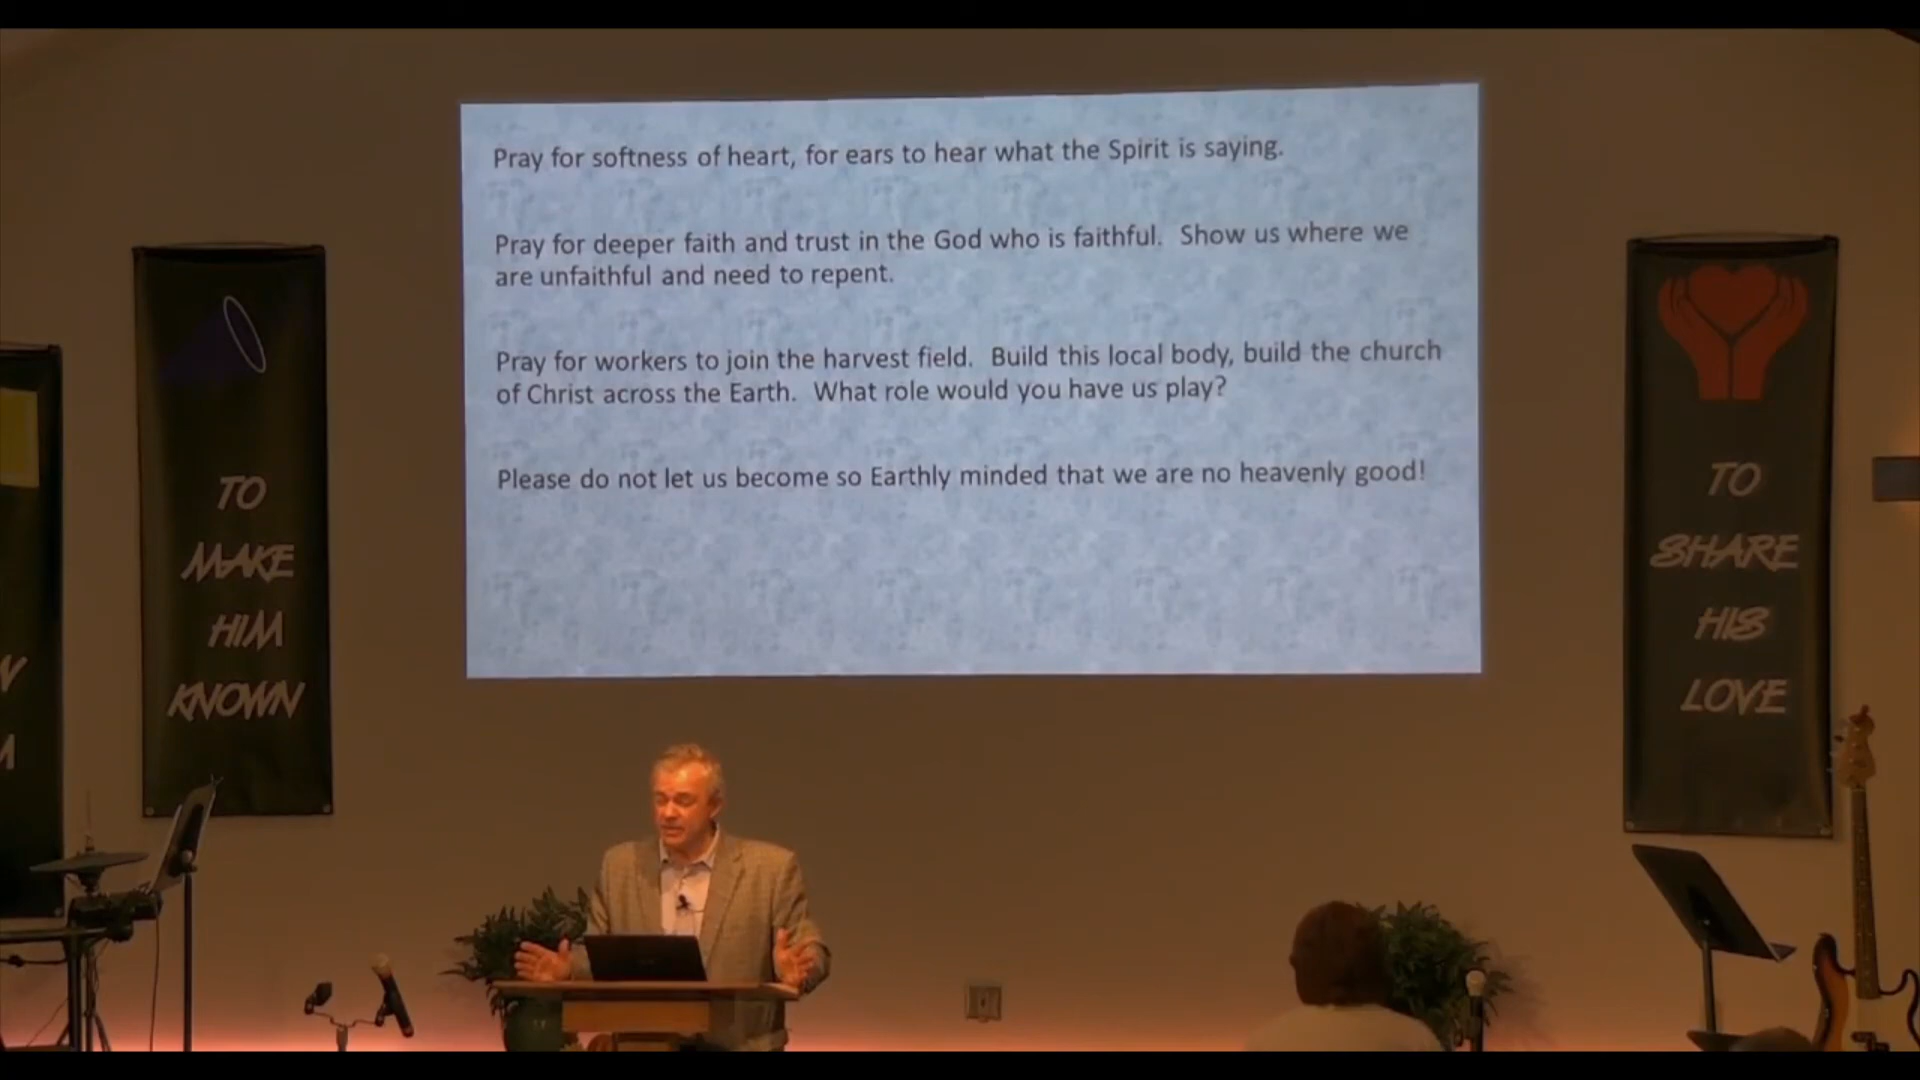 Pray for softness of heart, for ears to hear what the Spirit is saying.
Pray for deeper faith and trust in the God who is faithful.  Show us where we
are unfaithful and need to repent.
Pray for workers to join the harvest field.  Build this local body, build the church
of Christ across the Earth.  What role would you have us play?
Please do not let us become so Earthly minded that we are no heavenly good!
TO
MAKE
HIM
KNOWN
TO
SHARE
HIS
LOVE